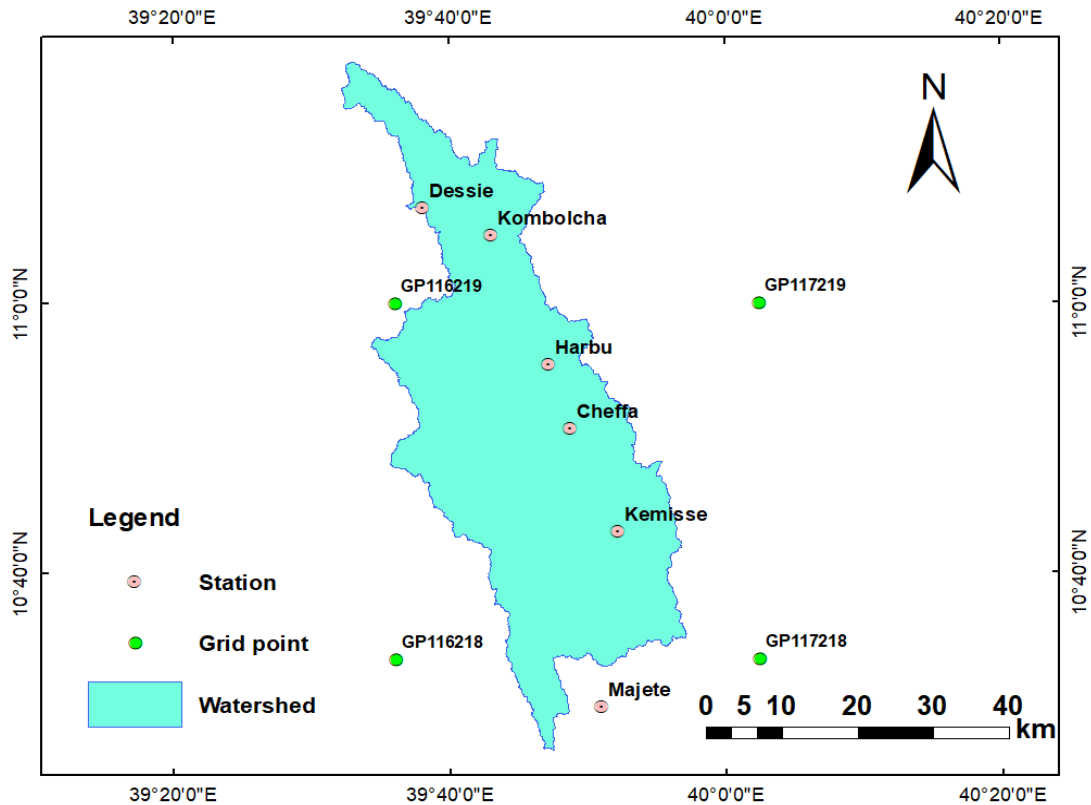 39°20'0"E 39°40'0"E 40°0'0"E 40°20'0"E
N
Dessie
Kombolcha
GP116219
GP117219
11°0'0"N
11°0'0"N
Harbu
Cheffa
Legend
Kemisse
Station
10°40'0"N
10°40'0"N
Grid point
GP116218
GP117218
Watershed
Majete
0 5 10 20 30 40
km
39°20'0"E 39°40'0"E 40°0'0"E 40°20'0"E